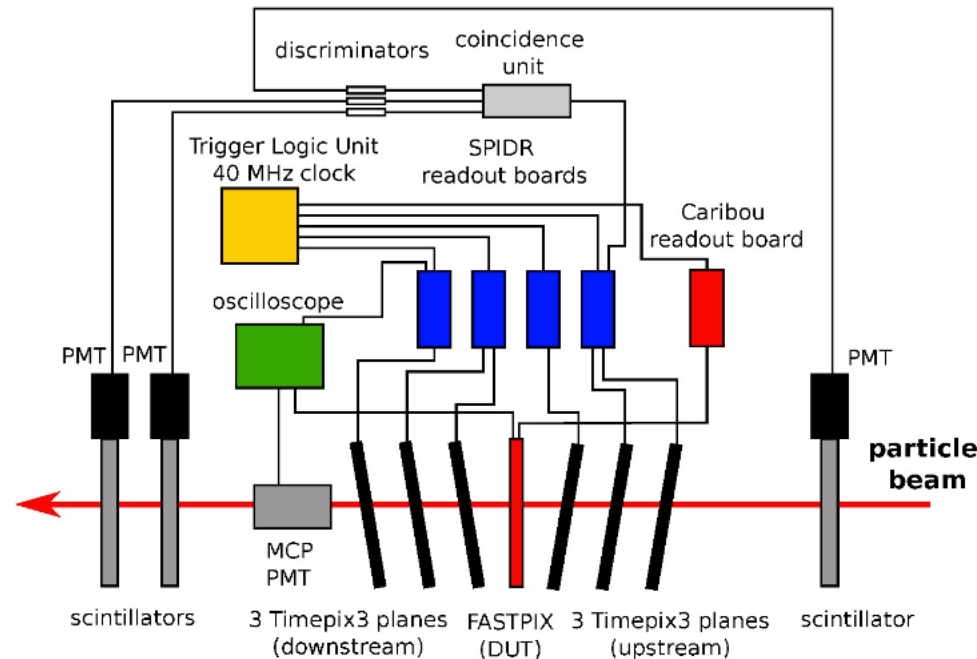 discriminators
coincidence
unit
Trigger Logic Unit
40 MHz clock
SPIDR
readout boards
Caribou
readout board
oscilloscope
PMT
PMT
PMT
particle
beam
MCP
PMT
scintillators
3 Timepix3 planes
(downstream)
FASTPIX
(DUT)
3 Timepix3 planes
(upstream)
scintillator